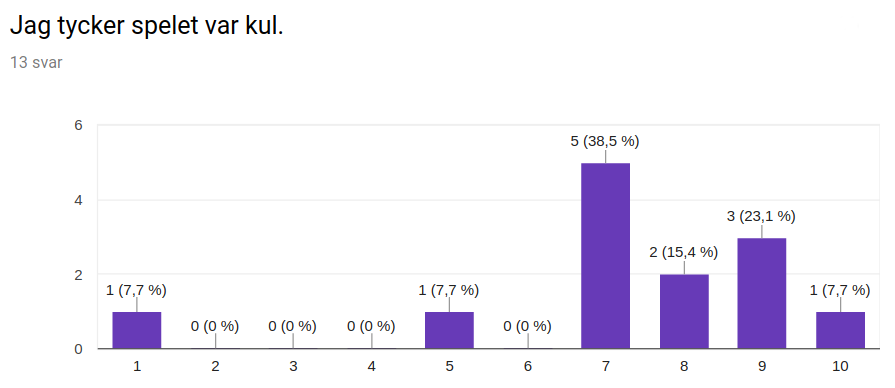 Jag tycker spelet var kul.
13 svar
6
5 (38,5 %)
4
3 (23,1 %)
2 (15,4 %)
2
1 (7,7 %)
1 (7,7 %)
1 (7,7 %)
0 (0 %)
0 (0 %)
0 (0 %)
0 (0 %)
0
1 2 3 4 5 6 7 8 9 10